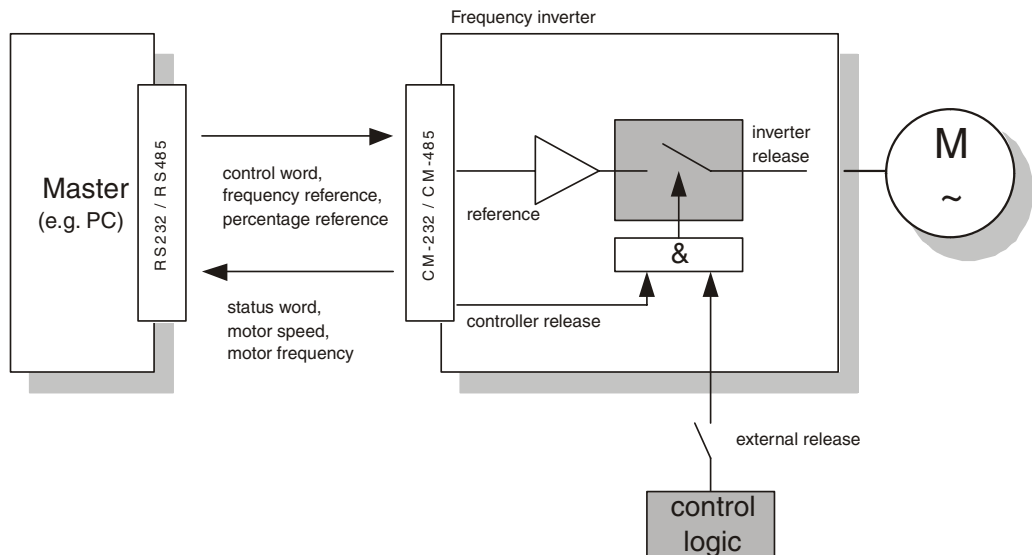 Frequency inverter
Master
(e.g. PC)
RS232 / RS485
control word,
frequency reference,
percentage reference
status word,
motor speed,
motor frequency
CM-232 / CM-485
reference
controller release
&
inverter
release
M
~
external release
control
logic